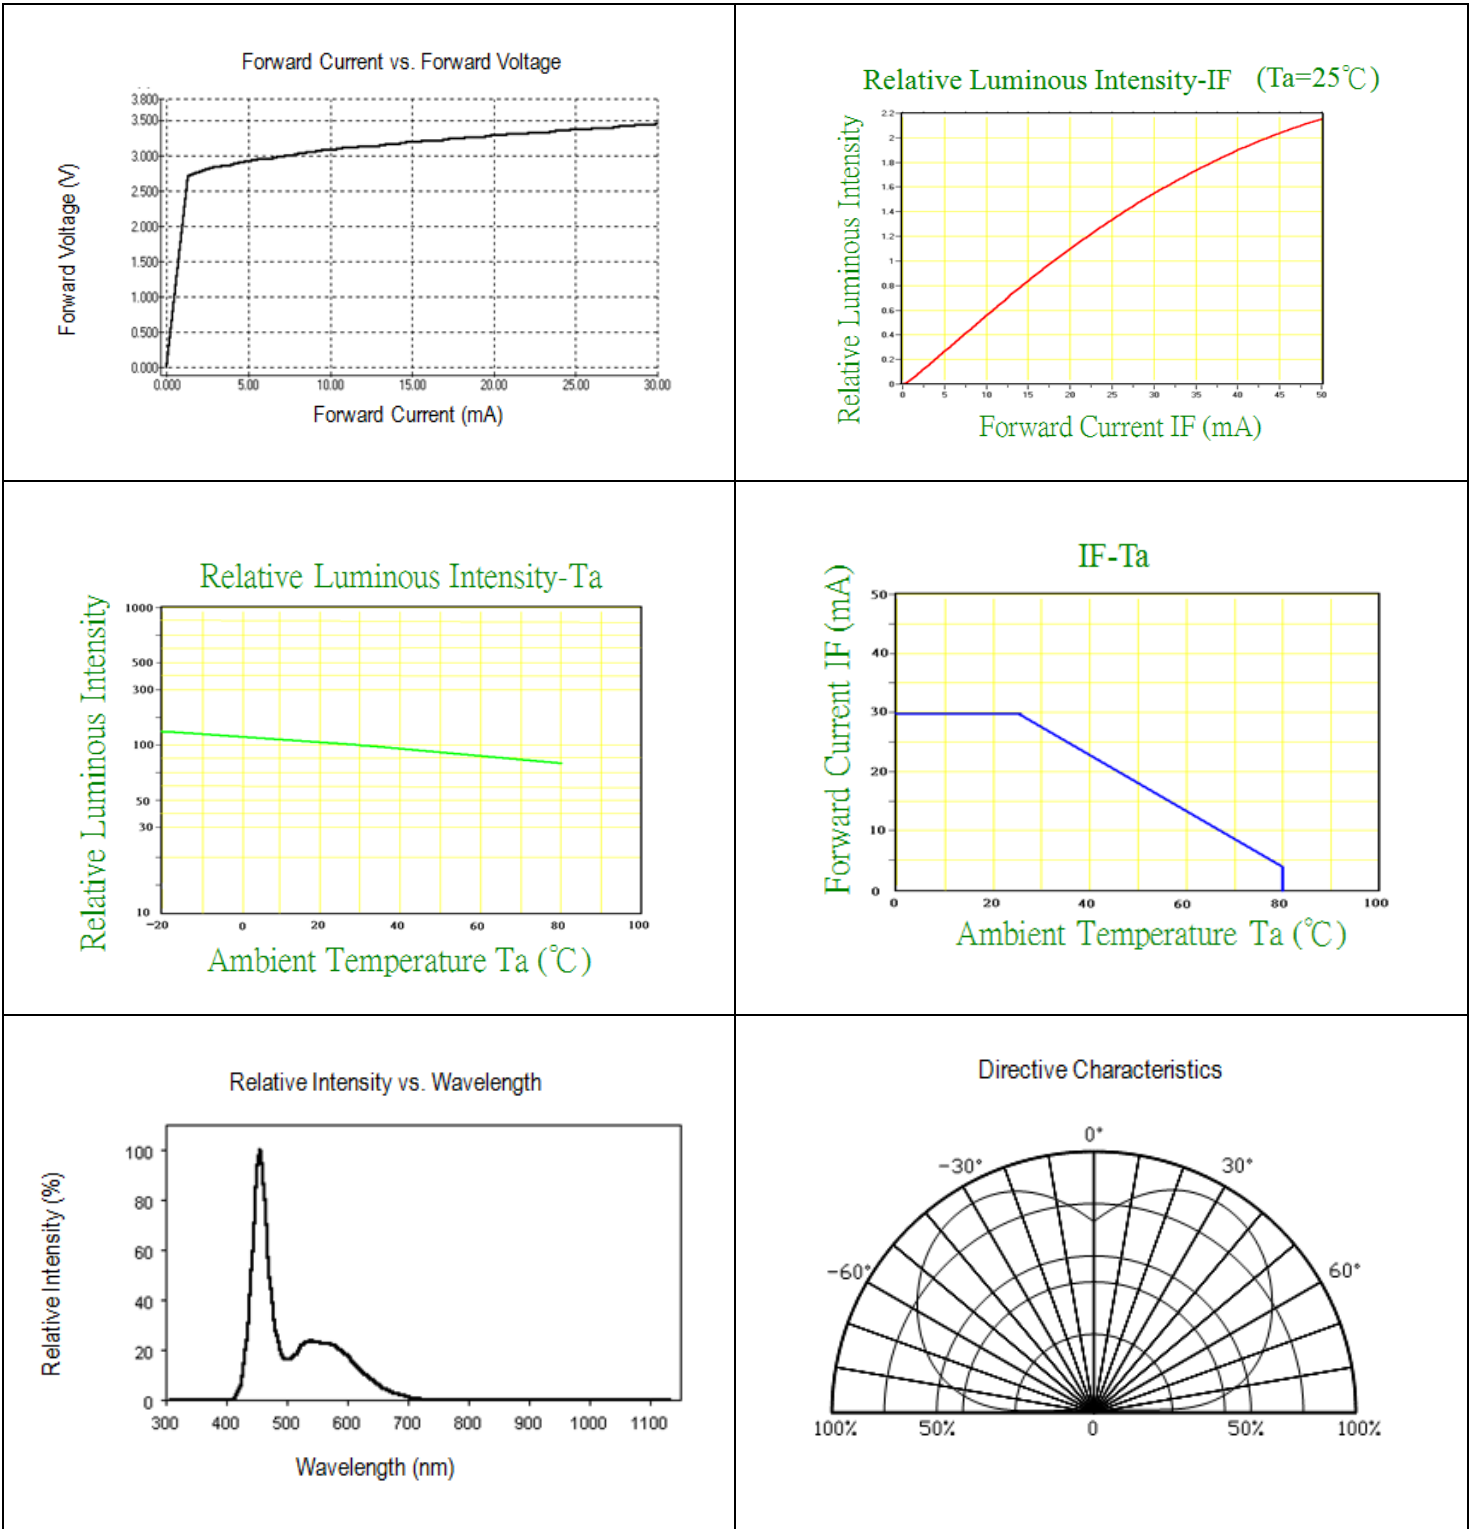 Forward Current vs. Forward Voltage
Forward Voltage (V)
3.800
3.500
3.000
2.500
2.000
1.500
1.000
0.500
0.000
0.000 5.00 10.00 15.00 20.00 25.00 30.00
Forward Current (mA)
Relative Luminous Intensity-IF (Ta=25℃)
Relative Luminous Intensity
2.2
2
1.8
1.6
1.4
1.2
1
0.8
0.6
0.4
0.2
0
0 5 10 15 20 25 30 35 40 45 50
Forward Current IF (mA)
Relative Luminous Intensity-Ta
Relative Luminous Intensity
1000
500
300
100
50
30
10
-20 0 20 40 60 80 100
Ambient Temperature Ta (℃)
IF-Ta
Forward Current IF (mA)
50
40
30
20
10
0
0 20 40 60 80 100
Ambient Temperature Ta (℃)
Relative Intensity vs. Wavelength
Relative Intensity (%)
100
80
60
40
20
0
300 400 500 600 700 800 900 1000 1100
Wavelength (nm)
Directive Characteristics
0°
-30° 30°
-60° 60°
100% 50% 0 50% 100%